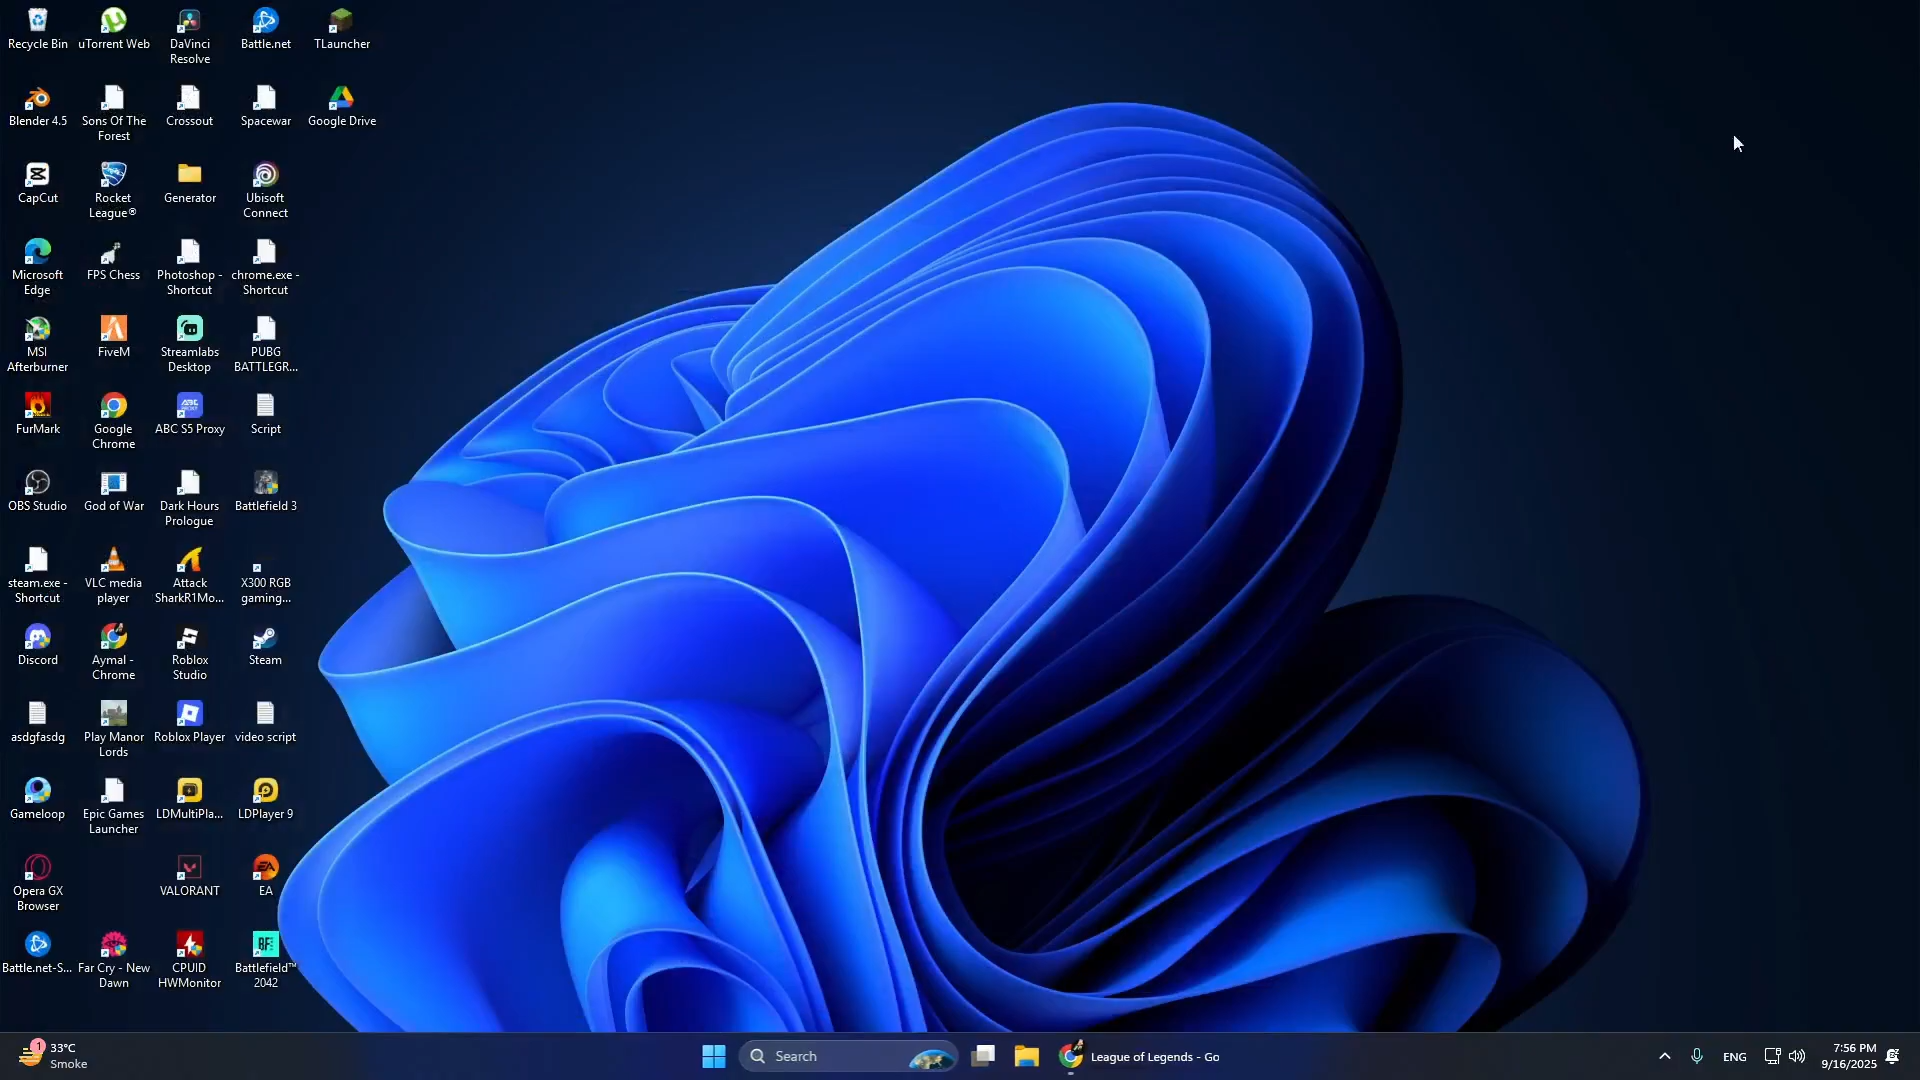 Recycle Bin
uTorrent Web
DaVinci
Resolve
Battle.net
TLauncher
Blender 4.5
Sons Of The
Forest
Crossout
Spacewar
Google Drive
CapCut
Rocket
League®
Generator
Ubisoft
Connect
Microsoft
Edge
FPS Chess
Photoshop -
Shortcut
chrome.exe -
Shortcut
MSI
Afterburner
FiveM
Streamlabs
Desktop
PUBG
BATTLEGR...
FurMark
Google
Chrome
ABC S5 Proxy
Script
OBS Studio
God of War
Dark Hours
Prologue
Battlefield 3
steam.exe -
Shortcut
VLC media
player
Attack
SharkR1Mo...
X300 RGB
gaming...
Discord
Aymal -
Chrome
Roblox
Studio
Steam
asdgfasdg
Play Manor
Lords
Roblox Player
video script
Gameloop
Epic Games
Launcher
LDMultiPla...
LDPlayer 9
Opera GX
Browser
VALORANT
EA
Battle.net-S...
Far Cry - New
Dawn
CPUID
HWMonitor
Battlefield™
2042
1
33°C
Smoke
Search
League of Legends - Go
ENG
7:56 PM
9/16/2025